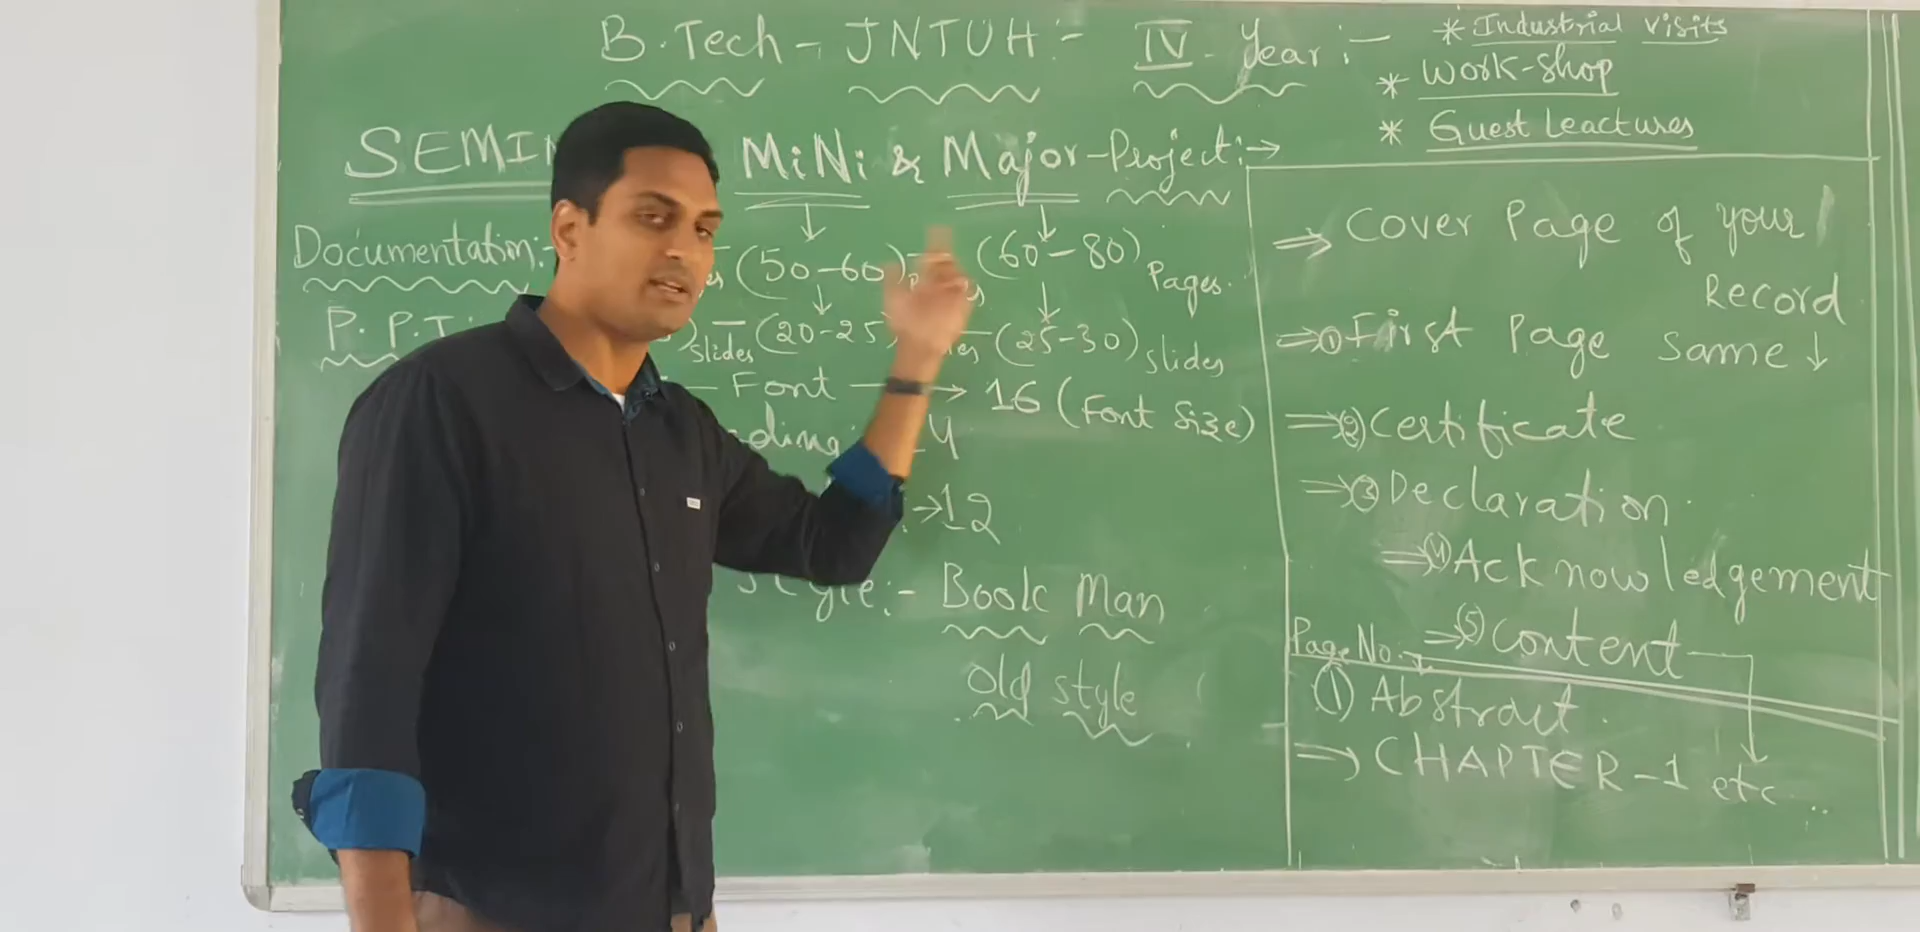 B.Tech - JNTUH:- IV - Year:-
* Industrial visits
* Work-shop
* Guest Leactures
MiNi & Major-Project:→
Documentation:- (50-60) (60-80) Pages.
slides - (20-25) - (25-30) slides
- Font → 16 (Font Size)
→12
Style:- Book Man
Old style
⇒ Cover Page of your
Record
⇒① First Page Same ↓
⇒② Certificate
⇒③ Declaration.
⇒④ Acknowledgement
Page No:- ⇒⑤ Content
① Abstract.
⇒ CHAPTER-1 etc...